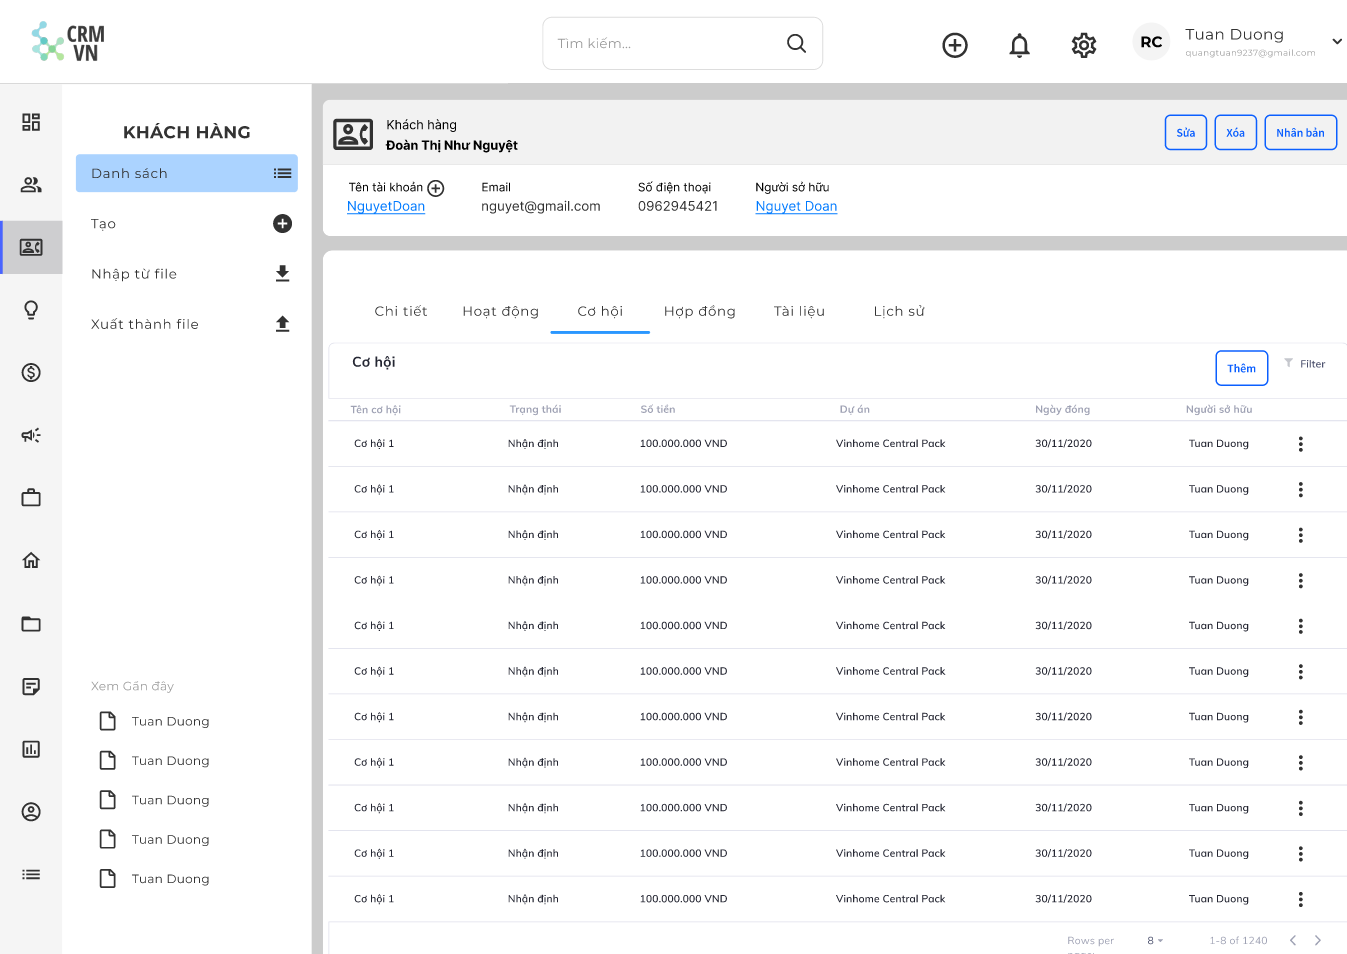 CRM
VN
Tìm kiếm...
RC
Tuan Duong
quangtuan9237@gmail.com
KHÁCH HÀNG
Danh sách
Tạo
Nhập từ file
Xuất thành file
Xem Gần đây
Tuan Duong
Tuan Duong
Tuan Duong
Tuan Duong
Tuan Duong
Khách hàng
Đoàn Thị Như Nguyệt
Sửa Xóa Nhân bản
Tên tài khoản Email Số điện thoại Người sở hữu
NguyetDoan nguyet@gmail.com 0962945421 Nguyet Doan
Chi tiết Hoạt động Cơ hội Hợp đồng Tài liệu Lịch sử
Cơ hội
Thêm Filter
Tên cơ hội Trạng thái Số tiền Dự án Ngày đóng Người sở hữu
Cơ hội 1 Nhận định 100.000.000 VND Vinhome Central Pack 30/11/2020 Tuan Duong
Cơ hội 1 Nhận định 100.000.000 VND Vinhome Central Pack 30/11/2020 Tuan Duong
Cơ hội 1 Nhận định 100.000.000 VND Vinhome Central Pack 30/11/2020 Tuan Duong
Cơ hội 1 Nhận định 100.000.000 VND Vinhome Central Pack 30/11/2020 Tuan Duong
Cơ hội 1 Nhận định 100.000.000 VND Vinhome Central Pack 30/11/2020 Tuan Duong
Cơ hội 1 Nhận định 100.000.000 VND Vinhome Central Pack 30/11/2020 Tuan Duong
Cơ hội 1 Nhận định 100.000.000 VND Vinhome Central Pack 30/11/2020 Tuan Duong
Cơ hội 1 Nhận định 100.000.000 VND Vinhome Central Pack 30/11/2020 Tuan Duong
Cơ hội 1 Nhận định 100.000.000 VND Vinhome Central Pack 30/11/2020 Tuan Duong
Cơ hội 1 Nhận định 100.000.000 VND Vinhome Central Pack 30/11/2020 Tuan Duong
Cơ hội 1 Nhận định 100.000.000 VND Vinhome Central Pack 30/11/2020 Tuan Duong
Rows per 8 1-8 of 1240